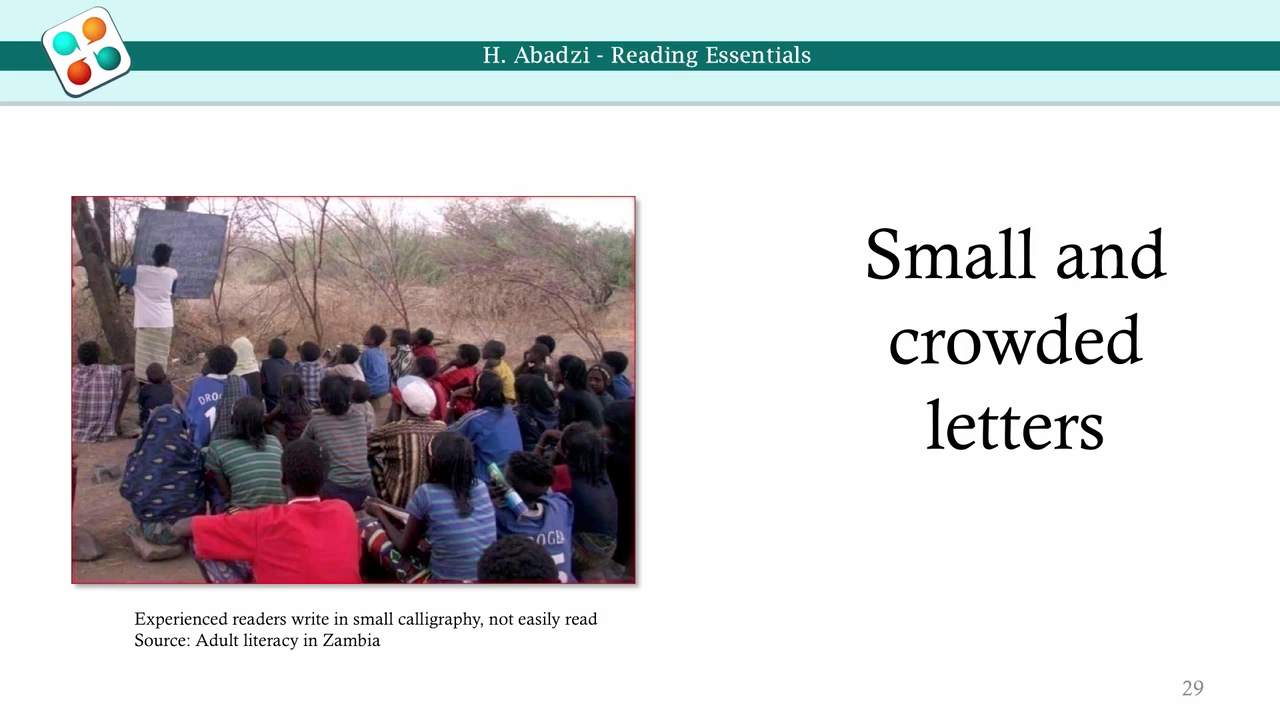 H. Abadzi - Reading Essentials
Small and
crowded
letters
Experienced readers write in small calligraphy, not easily read
Source: Adult literacy in Zambia
29